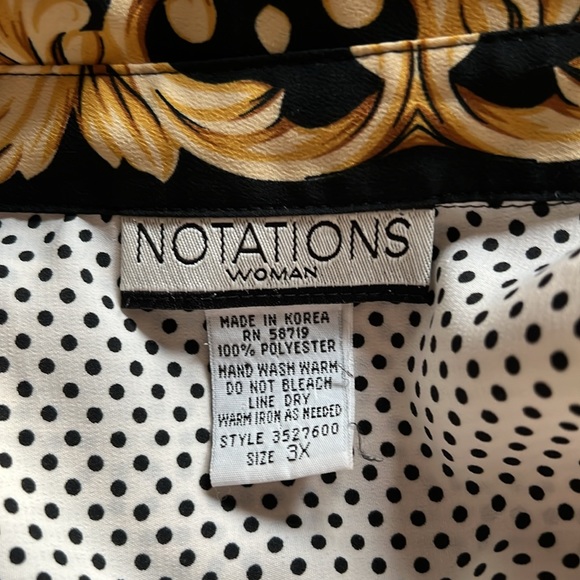 NOTATIONS
WOMAN
MADE IN KOREA
RN 58719
100% POLYESTER
HAND WASH WARM
DO NOT BLEACH
LINE DRY
WARM IRON AS NEEDED
STYLE 3527600
SIZE 3X